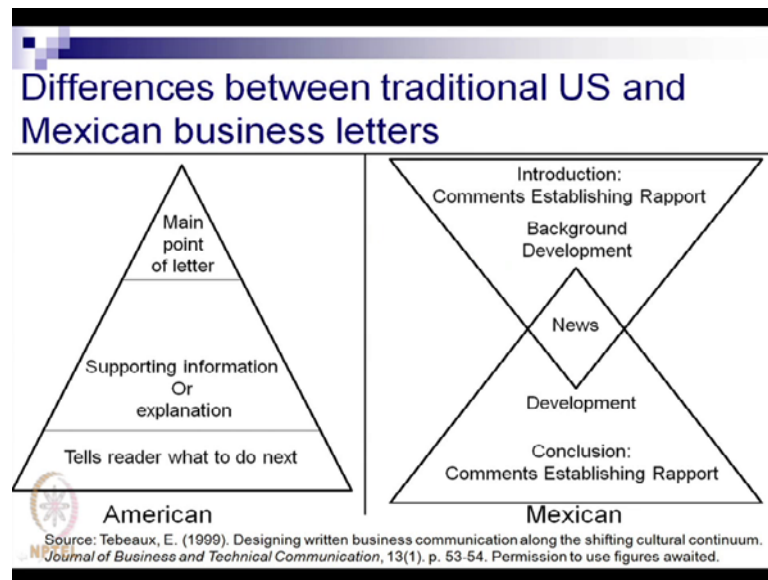 Differences between traditional US and
Mexican business letters
Main
point
of letter
Supporting information
Or
explanation
Tells reader what to do next
American
Introduction:
Comments Establishing Rapport
Background
Development
News
Development
Conclusion:
Comments Establishing Rapport
Mexican
Source: Tebeaux, E. (1999). Designing written business communication along the shifting cultural continuum.
Journal of Business and Technical Communication, 13(1). p. 53-54. Permission to use figures awaited.
NPTEL